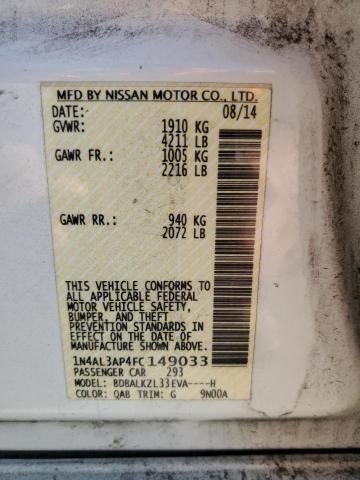 MFD BY NISSAN MOTOR CO., LTD.
DATE: 08/14
GVWR: 1910 KG
4211 LB
GAWR FR.: 1005 KG
2216 LB
GAWR RR.: 940 KG
2072 LB
THIS VEHICLE CONFORMS TO
ALL APPLICABLE FEDERAL
MOTOR VEHICLE SAFETY,
BUMPER, AND THEFT
PREVENTION STANDARDS
IN EFFECT ON THE DATE OF
MANUFACTURE SHOWN ABOVE.
1N4AL3AP4FC149033
PASSENGER CAR 293
MODEL: BDBALKZL33EVA----H
COLOR: QAB TRIM: G 9N00A